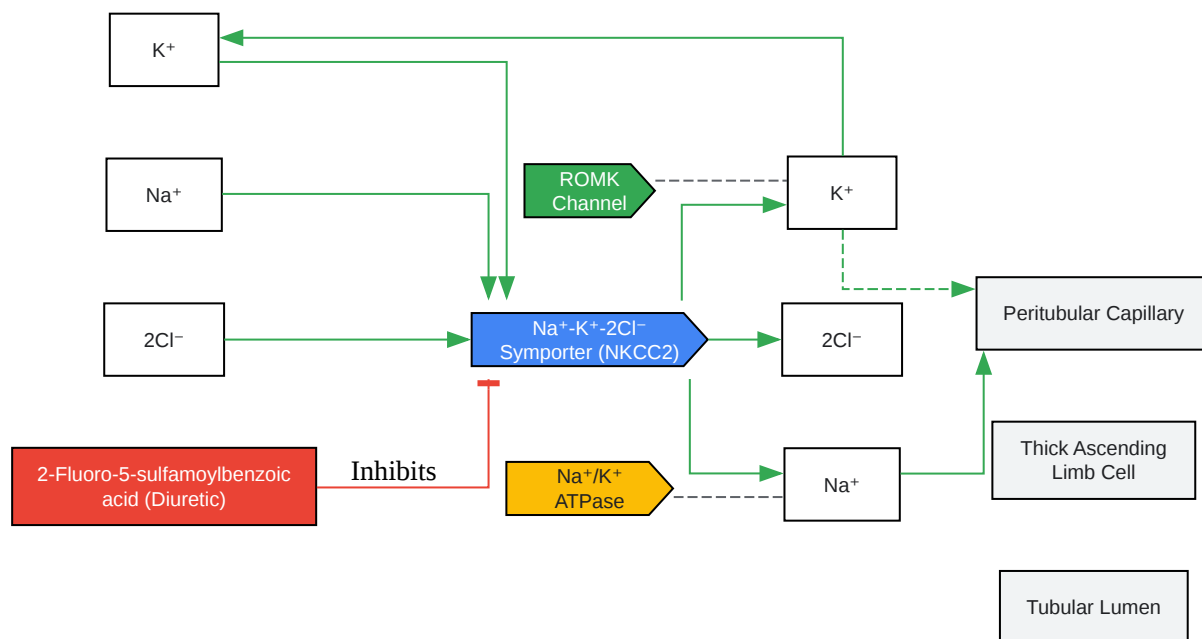 K⁺
Na⁺
ROMK
Channel
K⁺
Peritubular Capillary
2Cl⁻
Na⁺-K⁺-2Cl⁻
Symporter (NKCC2)
2Cl⁻
2-Fluoro-5-sulfamoylbenzoic
acid (Diuretic)
Inhibits
Na⁺/K⁺
ATPase
Na⁺
Thick Ascending
Limb Cell
Tubular Lumen